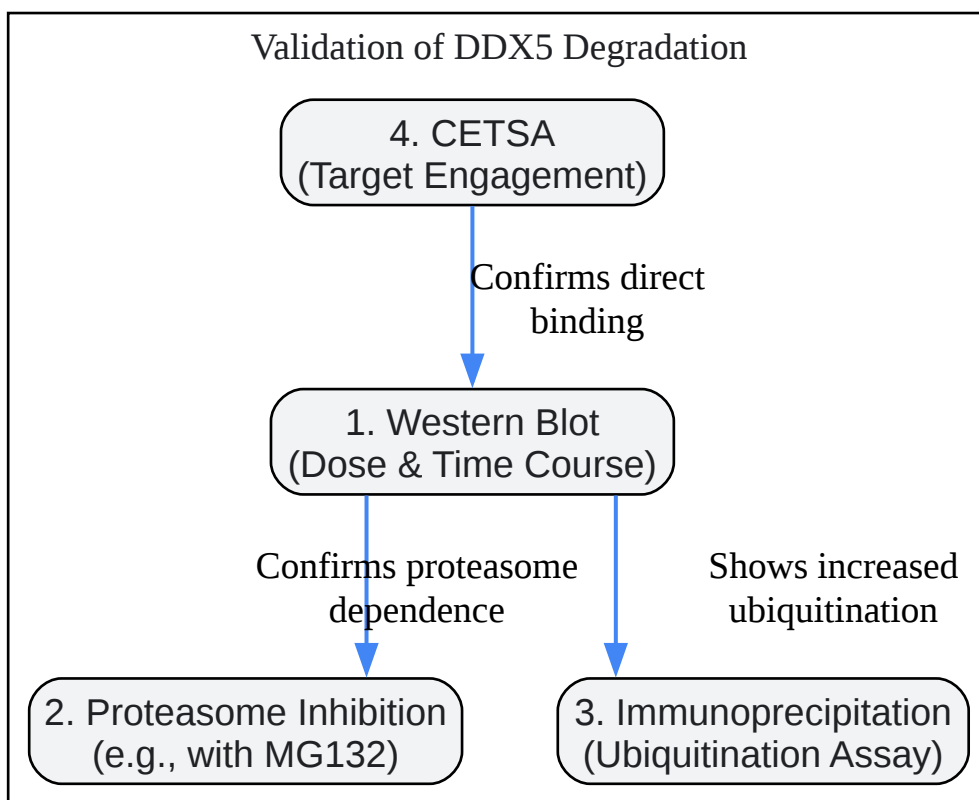 Validation of DDX5 Degradation
4. CETSA
(Target Engagement)
Confirms direct
binding
1. Western Blot
(Dose & Time Course)
Confirms proteasome
dependence
Shows increased
ubiquitination
2. Proteasome Inhibition
(e.g., with MG132)
3. Immunoprecipitation
(Ubiquitination Assay)